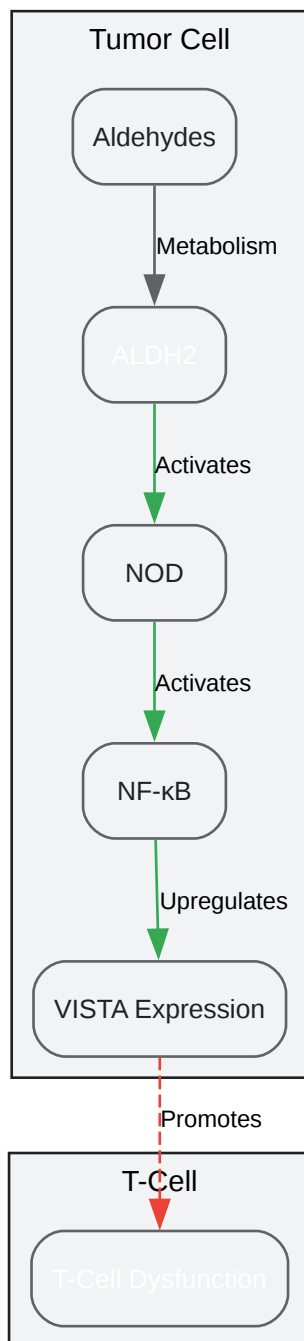 Tumor Cell
Aldehydes
Metabolism
ALDH2
Activates
NOD
Activates
NF-κB
Upregulates
VISTA Expression
Promotes
T-Cell
T-Cell Dysfunction